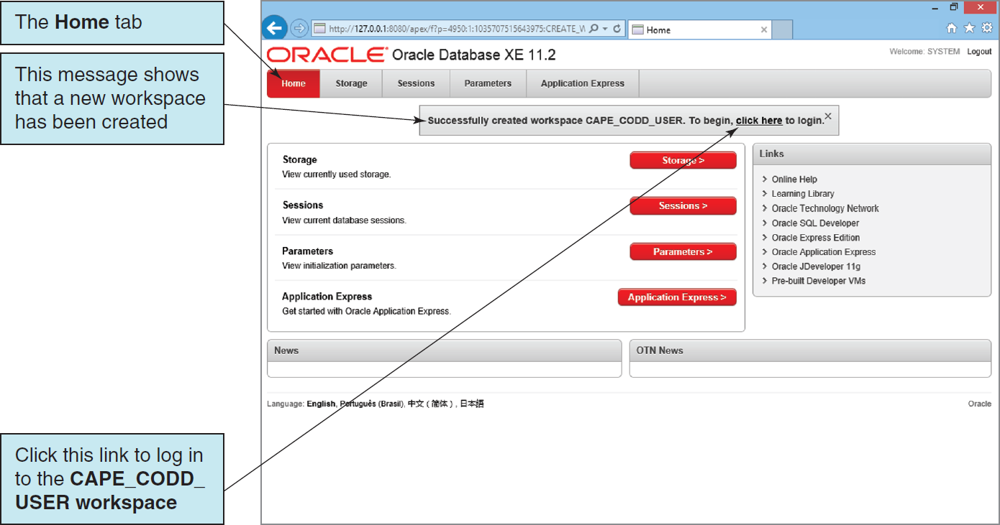 The Home tab
This message shows
that a new workspace
has been created
Click this link to log in
to the CAPE_CODD_
USER workspace
http://127.0.0.1:8080/apex/f?p=4950:1:1035707515643975:CREATE_W
Home
ORACLE® Oracle Database XE 11.2
Welcome: SYSTEM Logout
Home Storage Sessions Parameters Application Express
Successfully created workspace CAPE_CODD_USER. To begin, click here to login.
Storage
View currently used storage.
Storage >
Sessions
View current database sessions.
Sessions >
Parameters
View initialization parameters.
Parameters >
Application Express
Get started with Oracle Application Express.
Application Express >
Links
> Online Help
> Learning Library
> Oracle Technology Network
> Oracle SQL Developer
> Oracle Express Edition
> Oracle Application Express
> Oracle JDeveloper 11g
> Pre-built Developer VMs
News
OTN News
Language: English, Português (Brasil), 中文 ( 简体 ) , 日本語
Oracle